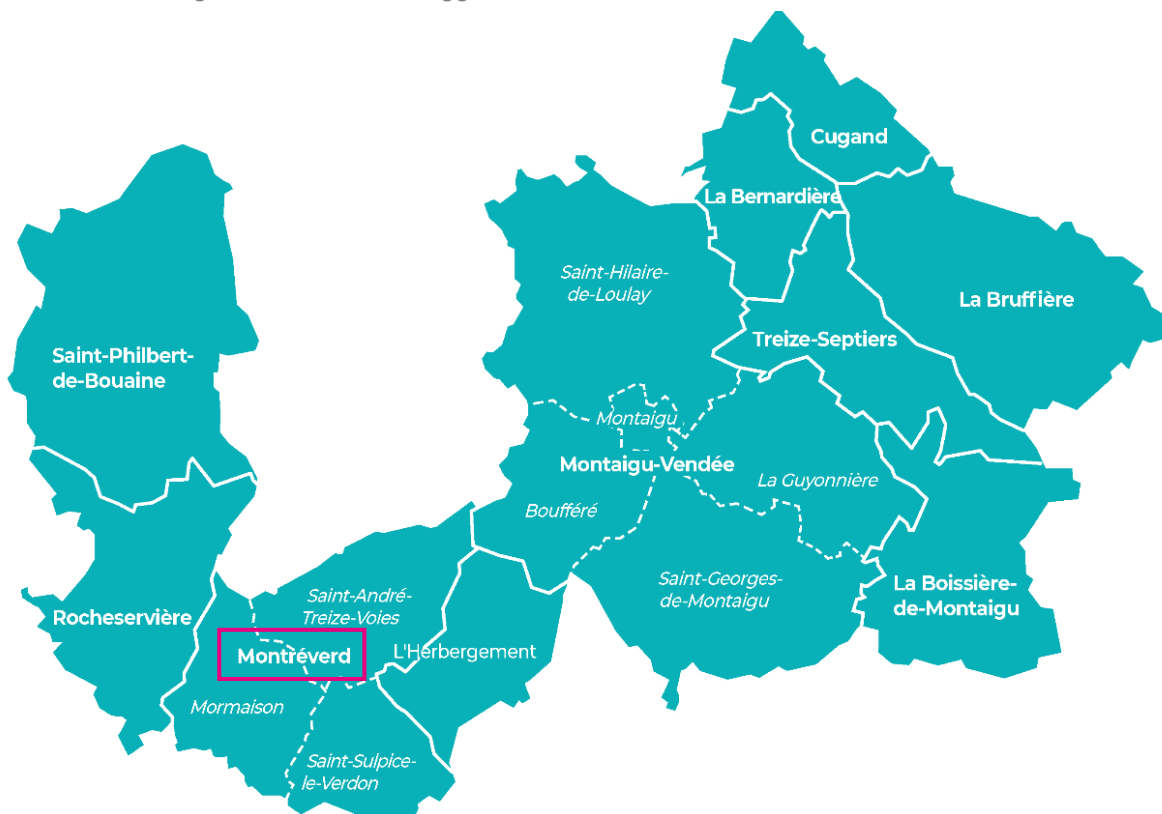 Cugand
La Bernardière
Saint-Hilaire-
de-Loulay
La Bruffière
Treize-Septiers
Saint-Philbert-
de-Bouaine
Montaigu
Montaigu-Vendée
La Guyonnière
Boufféré
Saint-Georges-
de-Montaigu
La Boissière-
de-Montaigu
Saint-André-
Treize-Voies
Rocheservière
Montréverd
L'Herbergement
Mormaison
Saint-Sulpice-
le-Verdon